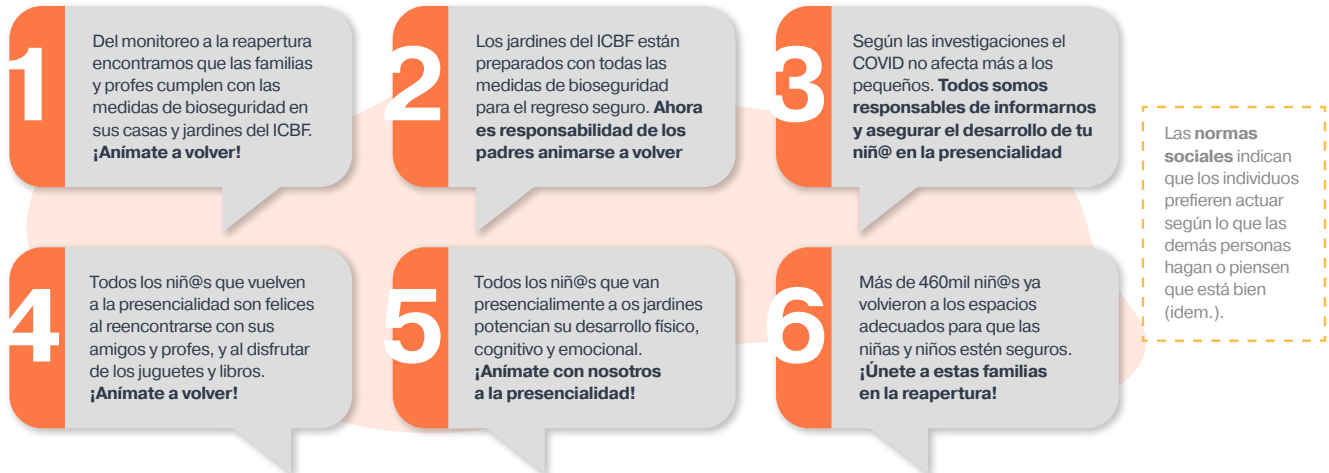 1
Del monitoreo a la reapertura
encontramos que las familias
y profes cumplen con las
medidas de bioseguridad en
sus casas y jardines del ICBF.
¡Anímate a volver!
2
Los jardines del ICBF están
preparados con todas las
medidas de bioseguridad
para el regreso seguro. Ahora
es responsabilidad de los
padres animarse a volver
3
Según las investigaciones el
COVID no afecta más a los
pequeños. Todos somos
responsables de informarnos
y asegurar el desarrollo de tu
niñ@ en la presencialidad
Las normas
sociales indican
que los individuos
prefieren actuar
según lo que las
demás personas
hagan o piensen
que está bien
(idem.).
4
Todos los niñ@s que vuelven
a la presencialidad son felices
al reencontrarse con sus
amigos y profes, y al disfrutar
de los juguetes y libros.
¡Anímate a volver!
5
Todos los niñ@s que van
presencialmente a os jardines
potencian su desarrollo físico,
cognitivo y emocional.
¡Anímate con nosotros
a la presencialidad!
6
Más de 460mil niñ@s ya
volvieron a los espacios
adecuados para que las
niñas y niños estén seguros.
¡Únete a estas familias
en la reapertura!